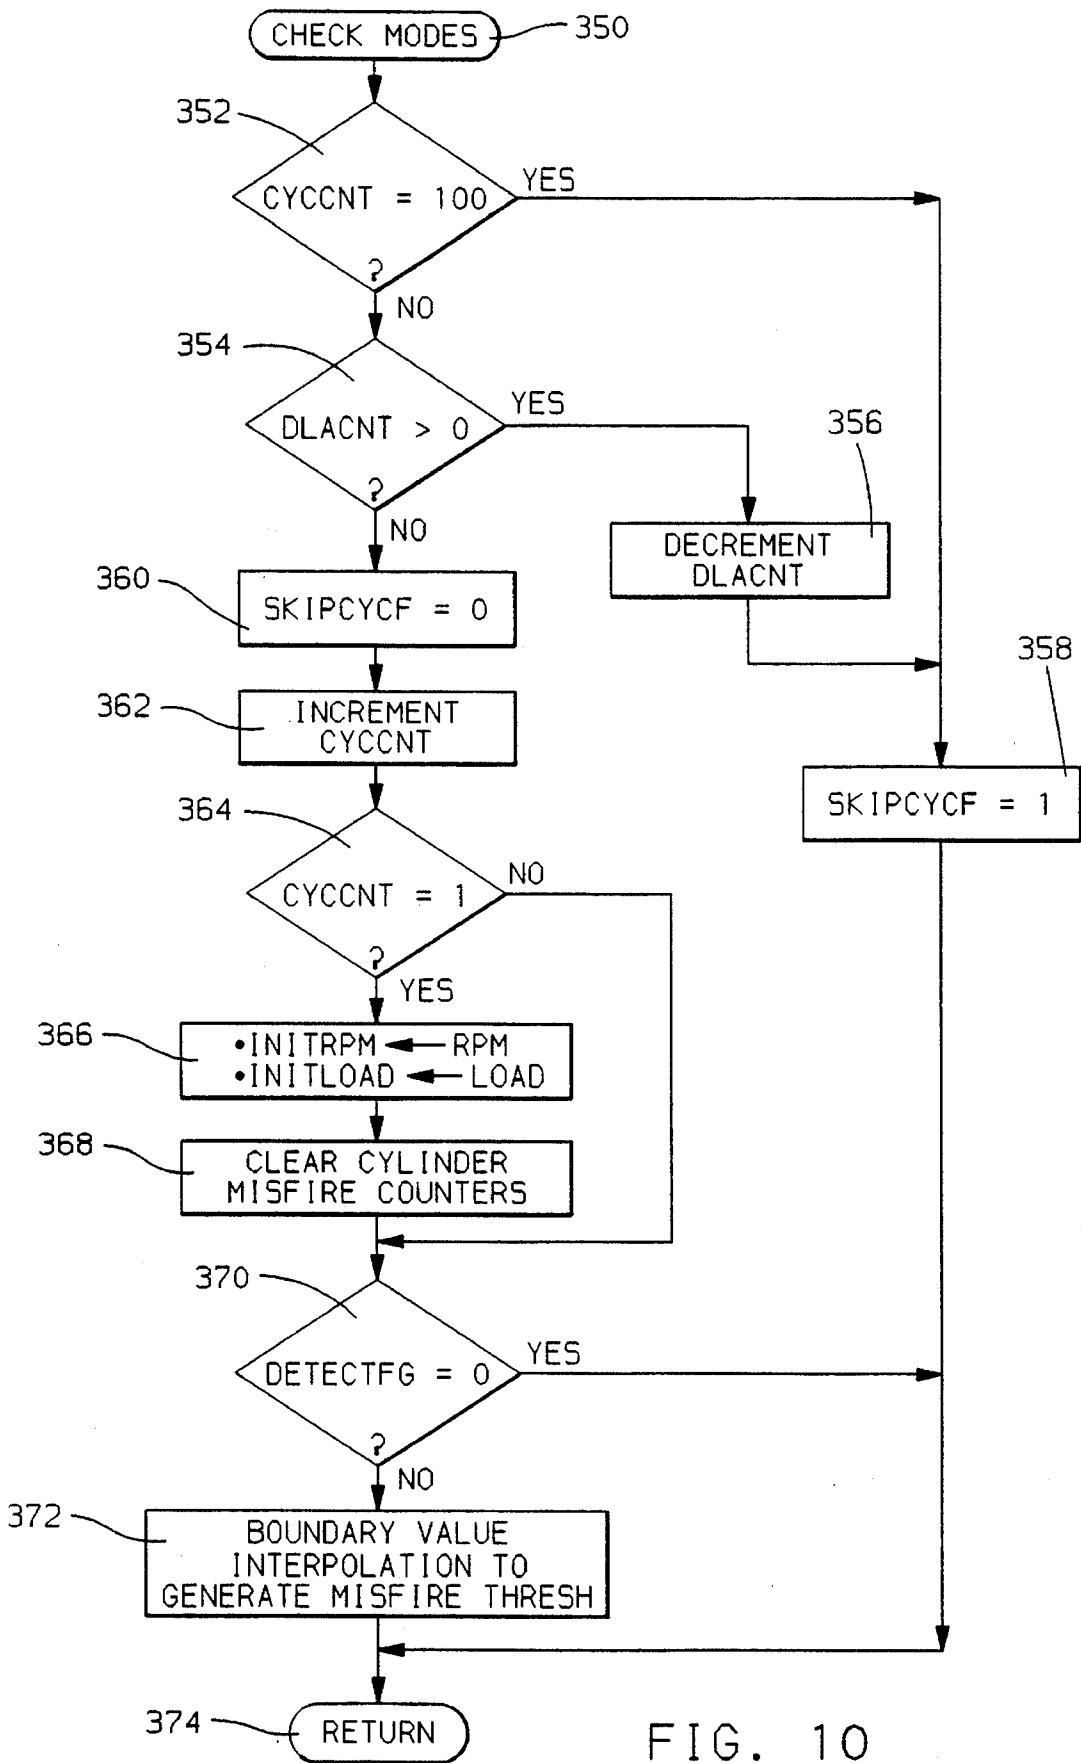 CHECK MODES
350
352
CYCCNT = 100
?
YES
NO
354
DLACNT > 0
?
YES
NO
356
DECREMENT
DLACNT
360
SKIPCYCF = 0
358
SKIPCYCF = 1
362
INCREMENT
CYCCNT
364
CYCCNT = 1
?
NO
YES
366
•INITRPM ← RPM
•INITLOAD ← LOAD
368
CLEAR CYLINDER
MISFIRE COUNTERS
370
DETECTFG = 0
?
YES
NO
372
BOUNDARY VALUE
INTERPOLATION TO
GENERATE MISFIRE THRESH
374
RETURN
FIG. 10